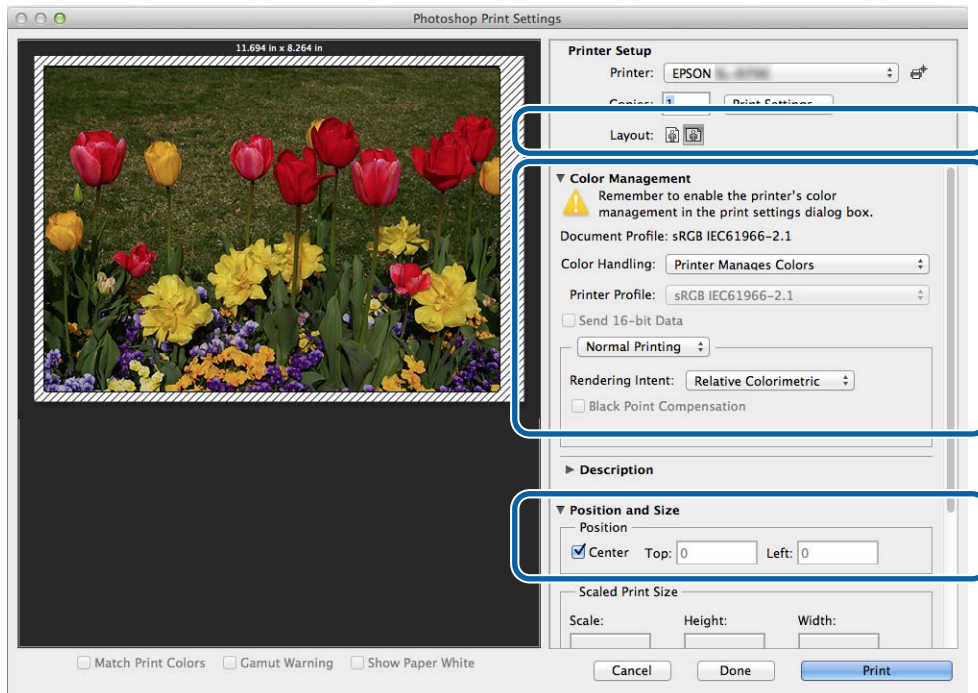 Photoshop Print Settings
11.694 in x 8.264 in
Printer Setup
Printer: EPSON
Copies: 1 Print Settings...
Layout:
Color Management
Remember to enable the printer's color
management in the print settings dialog box.
Document Profile: sRGB IEC61966-2.1
Color Handling: Printer Manages Colors
Printer Profile: sRGB IEC61966-2.1
Send 16-bit Data
Normal Printing
Rendering Intent: Relative Colorimetric
Black Point Compensation
Description
Position and Size
Position
Center Top: 0 Left: 0
Scaled Print Size
Scale: Height: Width:
Match Print Colors Gamut Warning Show Paper White
Cancel Done Print